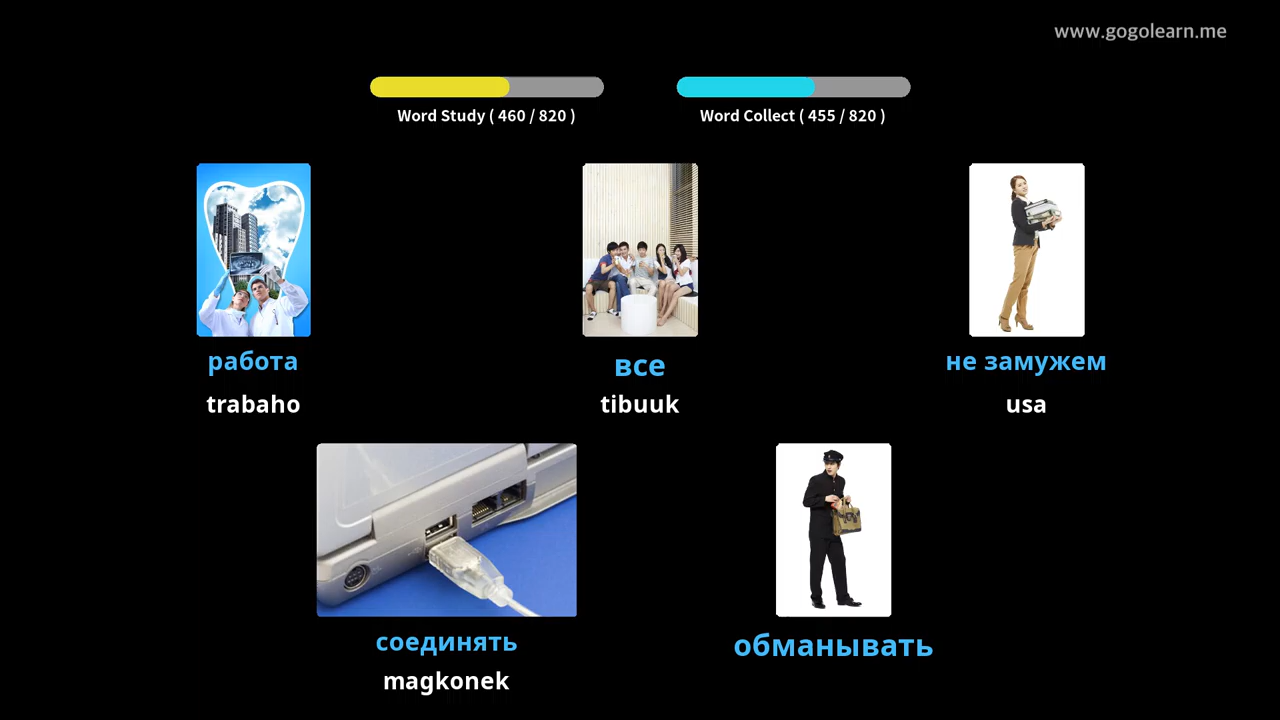 www.gogolearn.me
Word Study ( 460 / 820 )
Word Collect ( 455 / 820 )
работа
trabaho
все
tibuuk
не замужем
usa
соединять
magkonek
обманывать